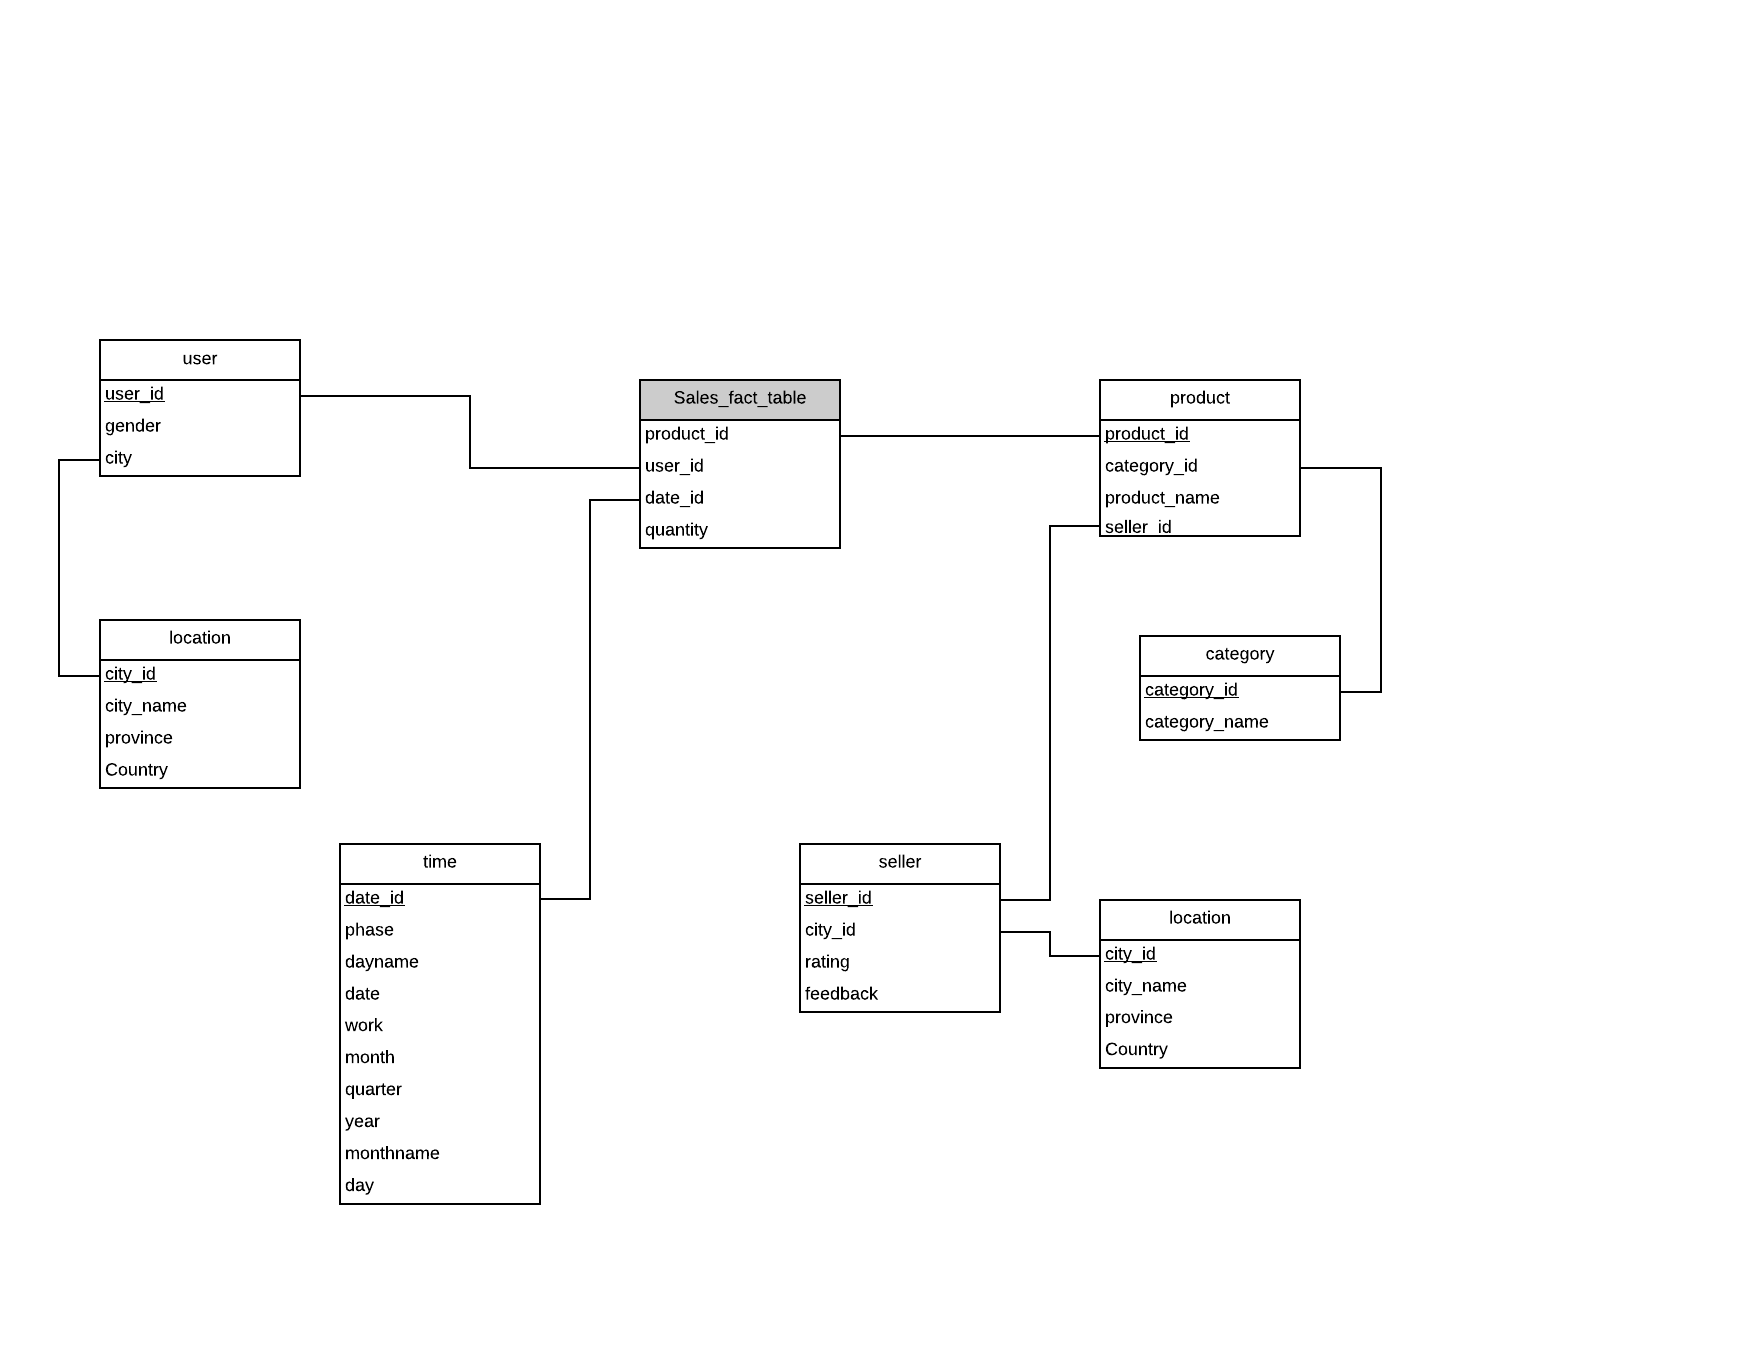 user
user_id
gender
city
Sales_fact_table
product_id
user_id
date_id
quantity
product
product_id
category_id
product_name
seller_id
location
city_id
city_name
province
Country
category
category_id
category_name
time
date_id
phase
dayname
date
work
month
quarter
year
monthname
day
seller
seller_id
city_id
rating
feedback
location
city_id
city_name
province
Country